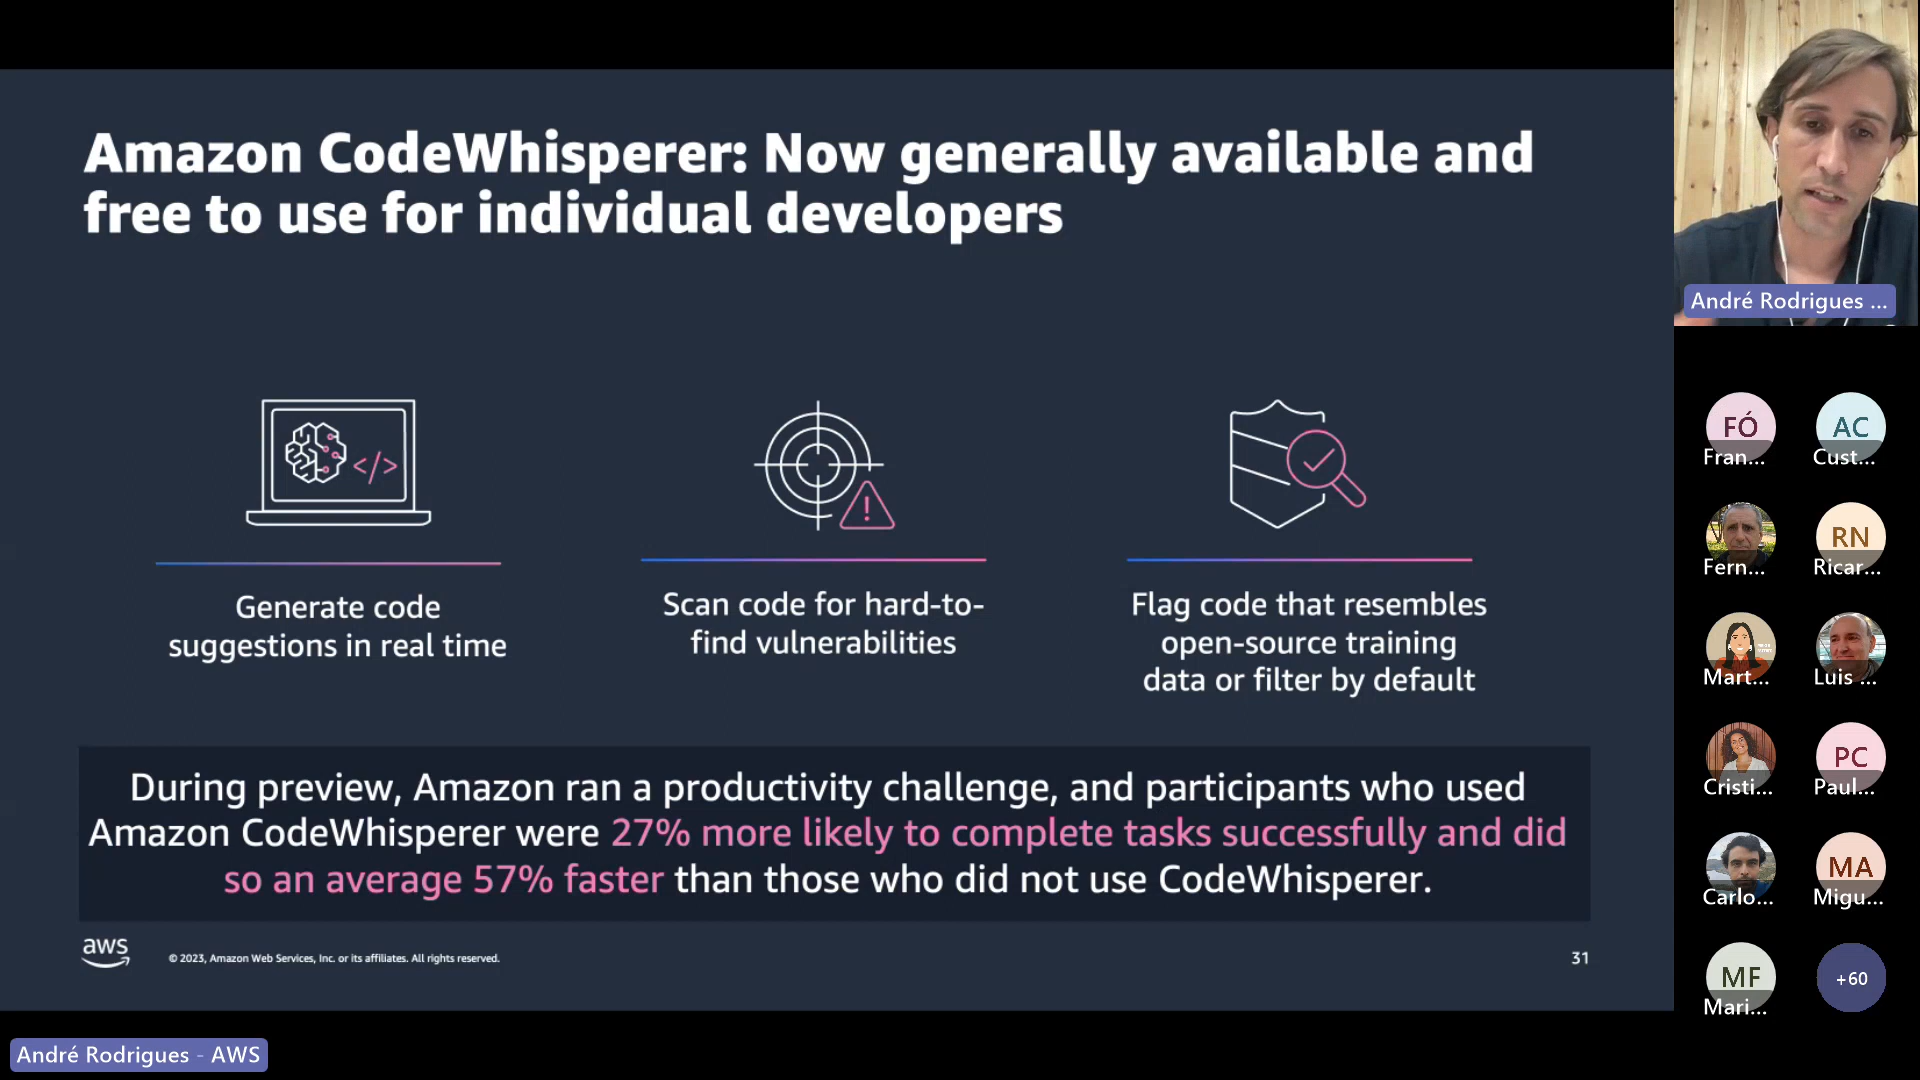 Amazon CodeWhisperer: Now generally available and
free to use for individual developers
</>
Generate code
suggestions in real time
!
Scan code for hard-to-
find vulnerabilities
Flag code that resembles
open-source training
data or filter by default
During preview, Amazon ran a productivity challenge, and participants who used
Amazon CodeWhisperer were 27% more likely to complete tasks successfully and did
so an average 57% faster than those who did not use CodeWhisperer.
aws
© 2023, Amazon Web Services, Inc. or its affiliates. All rights reserved.
31
André Rodrigues - AWS
André Rodrigues ...
FÓ
Fran...
AC
Cust...
Fern...
RN
Ricar...
Mart...
Luis ...
Cristi...
PC
Paul...
Carlo...
MA
Migu...
MF
Mari...
+60